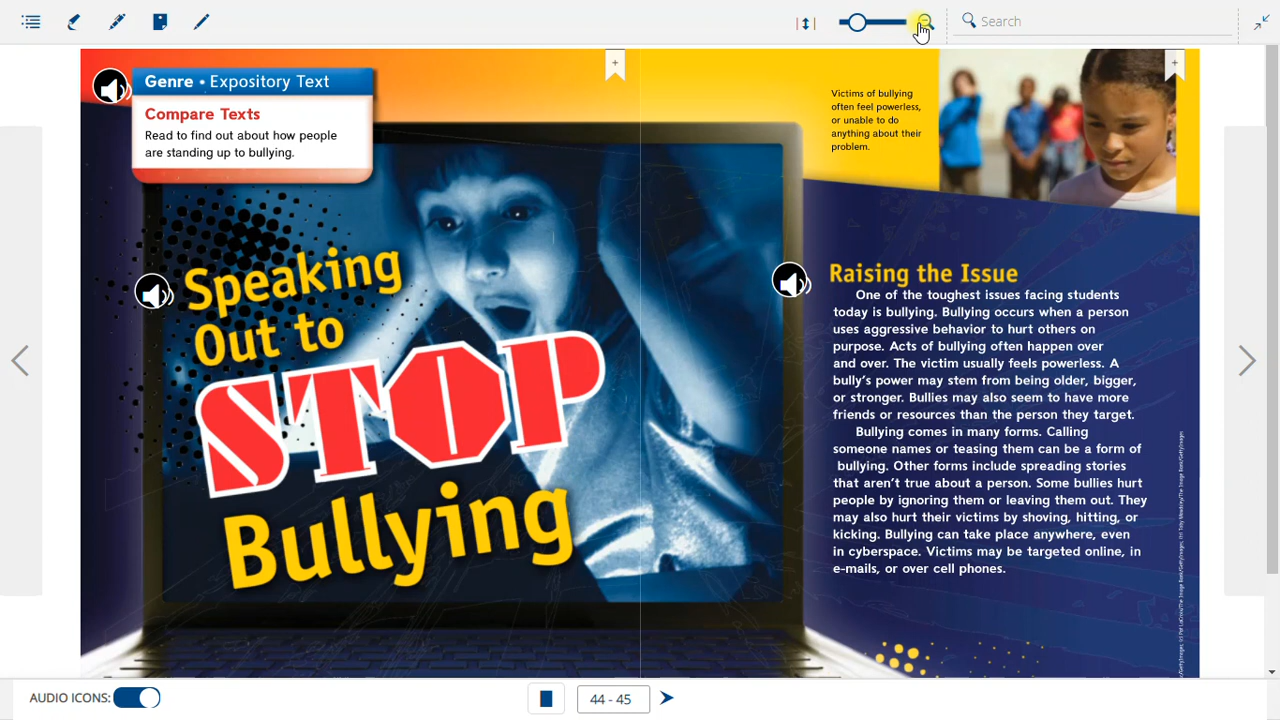 Search
Genre • Expository Text
Compare Texts
Read to find out about how people
are standing up to bullying.
Speaking
Out to
STOP
Bullying
Victims of bullying
often feel powerless,
or unable to do
anything about their
problem.
Raising the Issue
One of the toughest issues facing students
today is bullying. Bullying occurs when a person
uses aggressive behavior to hurt others on
purpose. Acts of bullying often happen over
and over. The victim usually feels powerless. A
bully's power may stem from being older, bigger,
or stronger. Bullies may also seem to have more
friends or resources than the person they target.
Bullying comes in many forms. Calling
someone names or teasing them can be a form of
bullying. Other forms include spreading stories
that aren't true about a person. Some bullies hurt
people by ignoring them or leaving them out. They
may also hurt their victims by shoving, hitting, or
kicking. Bullying can take place anywhere, even
in cyberspace. Victims may be targeted online, in
e-mails, or over cell phones.
AUDIO ICONS:
44 - 45